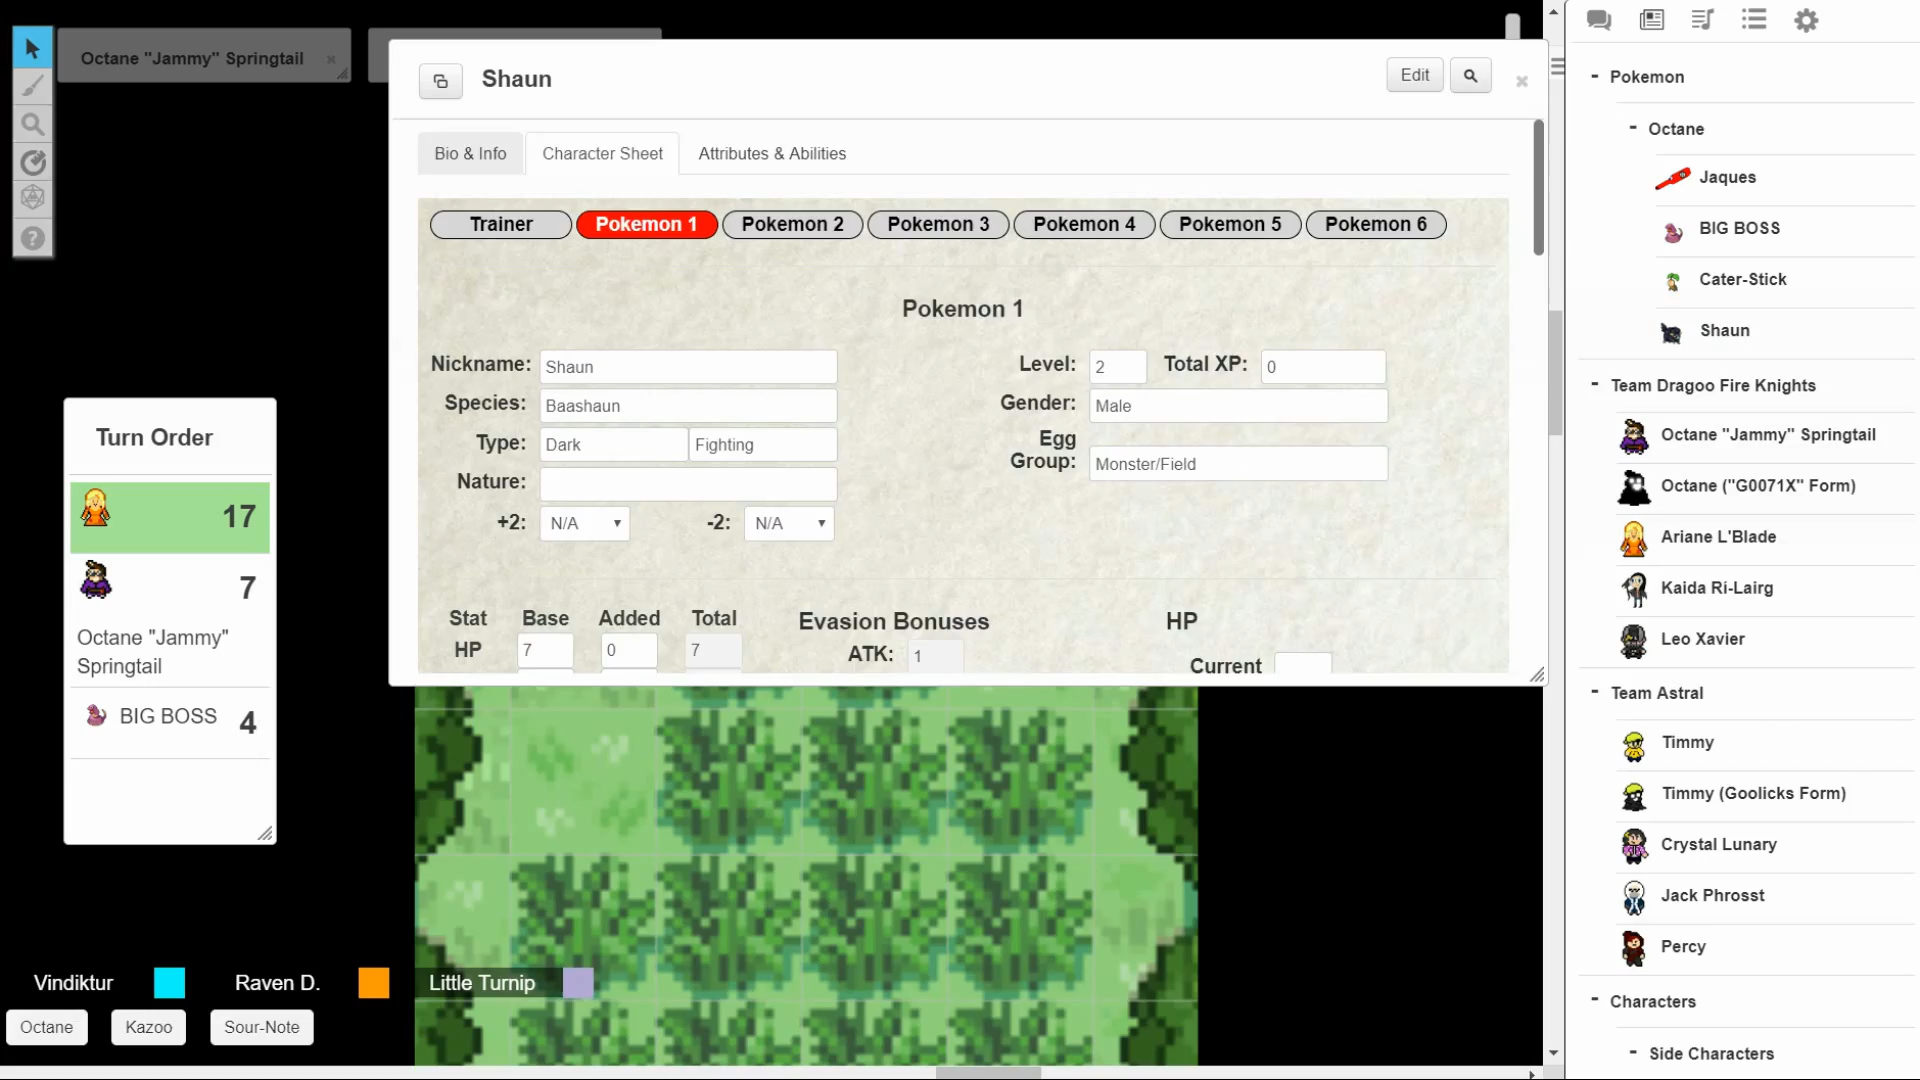 Octane "Jammy" Springtail ×
Shaun
Edit
×
Bio & Info
Character Sheet
Attributes & Abilities
Trainer
Pokemon 1
Pokemon 2
Pokemon 3
Pokemon 4
Pokemon 5
Pokemon 6
Pokemon 1
Nickname: Shaun
Level: 2 Total XP: 0
Species: Baashaun
Gender: Male
Type: Dark Fighting
Egg
Group: Monster/Field
Nature:
+2: N/A -2: N/A
Stat Base Added Total
Evasion Bonuses
HP
HP 7 0 7
ATK: 1
Current
Turn Order
17
7
Octane "Jammy"
Springtail
BIG BOSS 4
Vindiktur
Raven D.
Little Turnip
Octane
Kazoo
Sour-Note
- Pokemon
- Octane
Jaques
BIG BOSS
Cater-Stick
Shaun
- Team Dragoo Fire Knights
Octane "Jammy" Springtail
Octane ("G0071X" Form)
Ariane L'Blade
Kaida Rí-Lairg
Leo Xavier
- Team Astral
Timmy
Timmy (Goolicks Form)
Crystal Lunary
Jack Phrosst
Percy
- Characters
- Side Characters